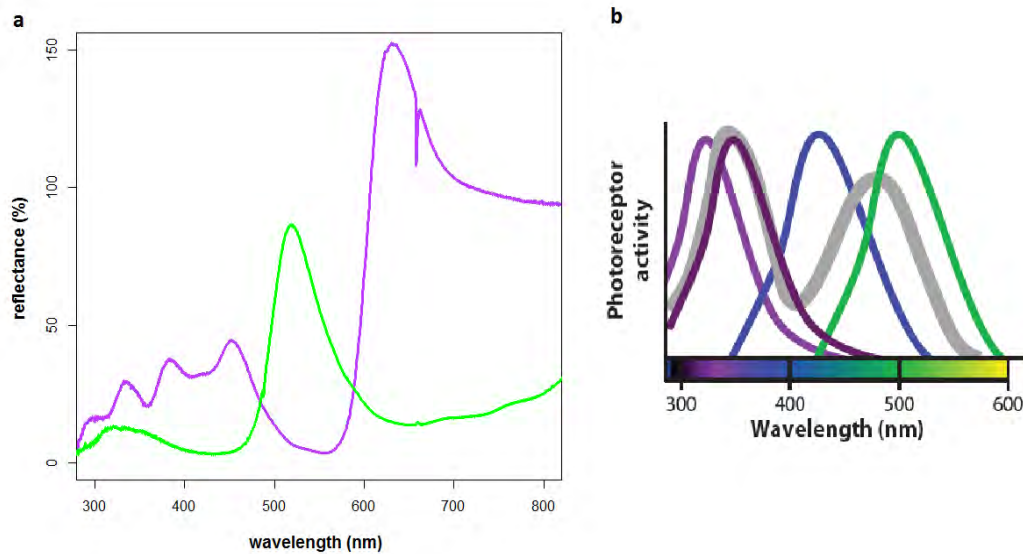 a
150
100
50
0
reflectance (%)
300 400 500 600 700 800
wavelength (nm)
b
Photoreceptor
activity
300 400 500 600
Wavelength (nm)